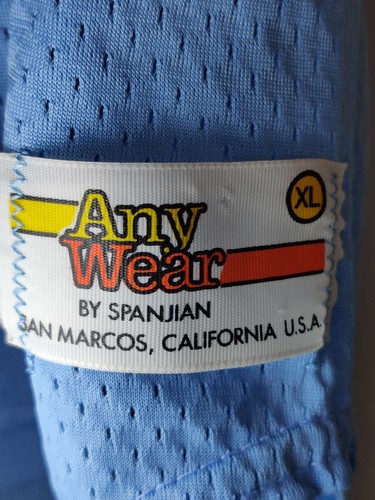 XL
Any
Wear
BY SPANJIAN
SAN MARCOS, CALIFORNIA U.S.A.